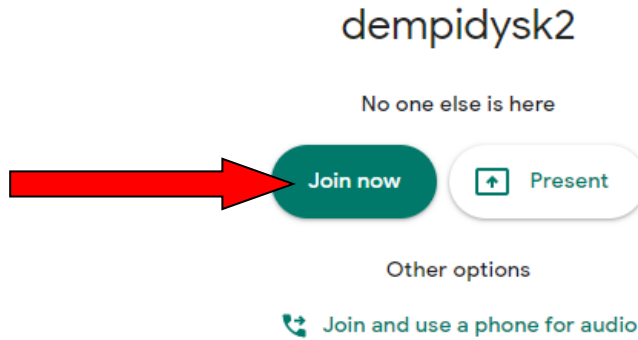 dempidysk2
No one else is here
Join now Present
Other options
Join and use a phone for audio